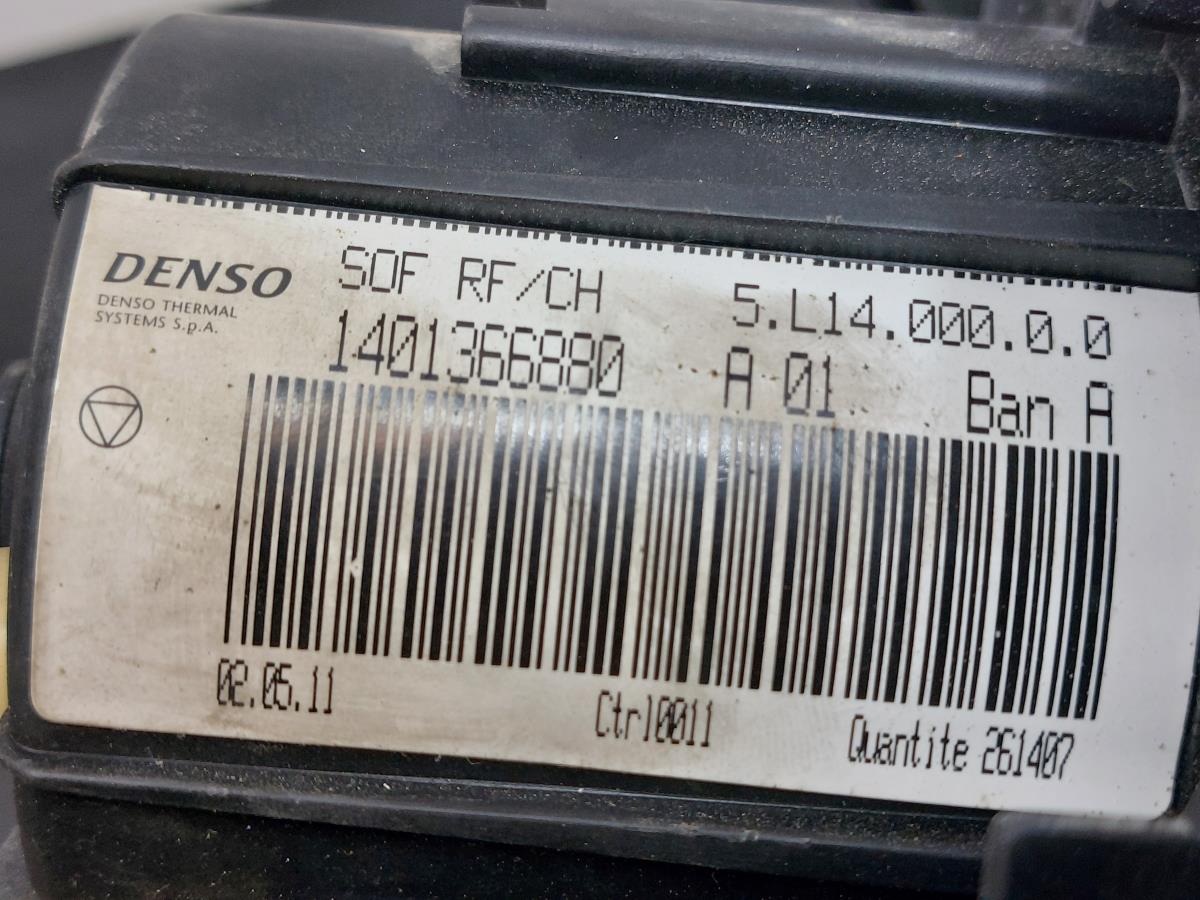 DENSO
DENSO THERMAL
SYSTEMS S.p.A.
SOF RF/CH 5.L14.000.0.0
1401366880 A 01 Ban A
02.05.11 Ctrl0011 Quantite 261407